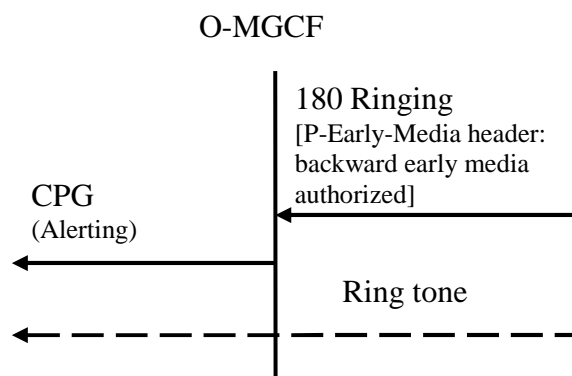 O-MGCF
180 Ringing
[P-Early-Media header:
backward early media
authorized]
CPG
(Alerting)
Ring tone